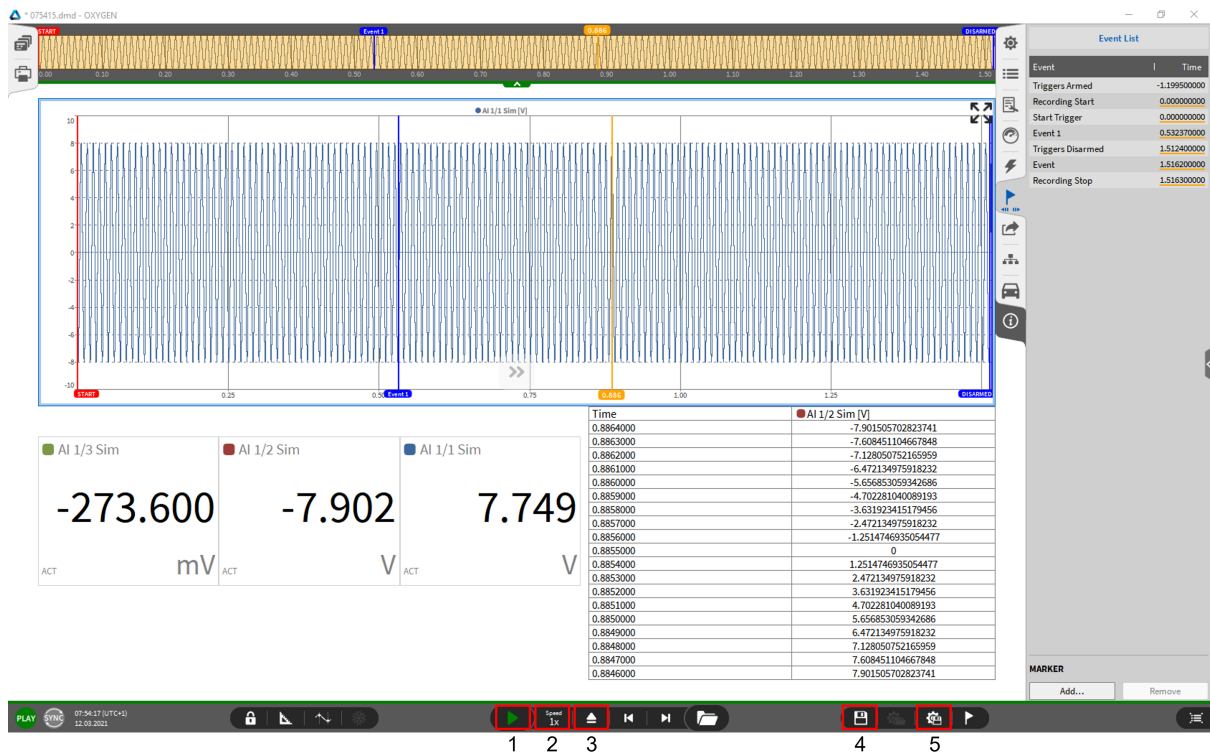 * 075415.dmd - OXYGEN
START
Event 1
0.886
DISARMED
0.00 0.10 0.20 0.30 0.40 0.50 0.60 0.70 0.80 0.90 1.00 1.10 1.20 1.30 1.40 1.50
AI 1/1 Sim [V]
10
8
6
4
2
0
-2
-4
-6
-8
-10
START 0.25 0.50 Event 1 0.75 0.886 1.00 1.25 DISARMED
AI 1/3 Sim
-273.600
ACT mV
AI 1/2 Sim
-7.902
ACT V
AI 1/1 Sim
7.749
ACT V
Time AI 1/2 Sim [V]
0.8864000 -7.901505702823741
0.8863000 -7.608451104667848
0.8862000 -7.128050752165959
0.8861000 -6.472134975918232
0.8860000 -5.656853059342686
0.8859000 -4.702281040089193
0.8858000 -3.631923415179456
0.8857000 -2.472134975918232
0.8856000 -1.2514746935054477
0.8855000 0
0.8854000 1.2514746935054477
0.8853000 2.472134975918232
0.8852000 3.631923415179456
0.8851000 4.702281040089193
0.8850000 5.656853059342686
0.8849000 6.472134975918232
0.8848000 7.128050752165959
0.8847000 7.608451104667848
0.8846000 7.901505702823741
Event List
Event I Time
Triggers Armed -1.199500000
Recording Start 0.000000000
Start Trigger 0.000000000
Event 1 0.532370000
Triggers Disarmed 1.512400000
Event 1.516200000
Recording Stop 1.516300000
MARKER
Add... Remove
PLAY SYNC 07:54:17 (UTC+1)
12.03.2021
Speed
1x
1 2 3 4 5